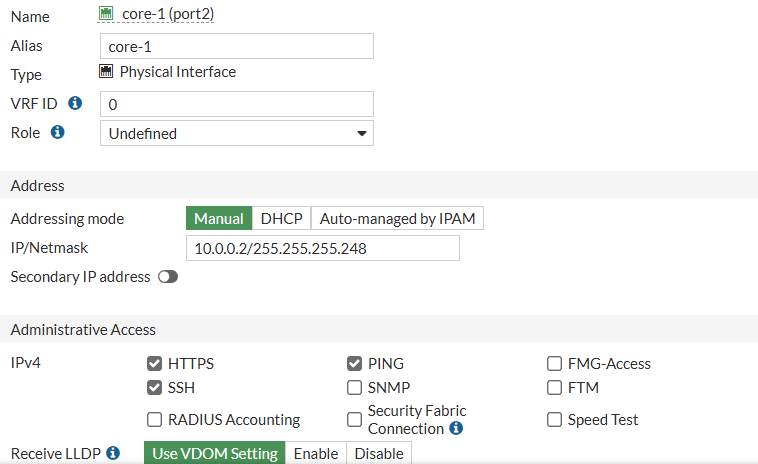 Name core-1 (port2)
Alias core-1
Type Physical Interface
VRF ID 0
Role Undefined
Address
Addressing mode Manual DHCP Auto-managed by IPAM
IP/Netmask 10.0.0.2/255.255.255.248
Secondary IP address
Administrative Access
IPv4 HTTPS PING FMG-Access
SSH SNMP FTM
RADIUS Accounting Security Fabric Connection Speed Test
Receive LLDP Use VDOM Setting Enable Disable